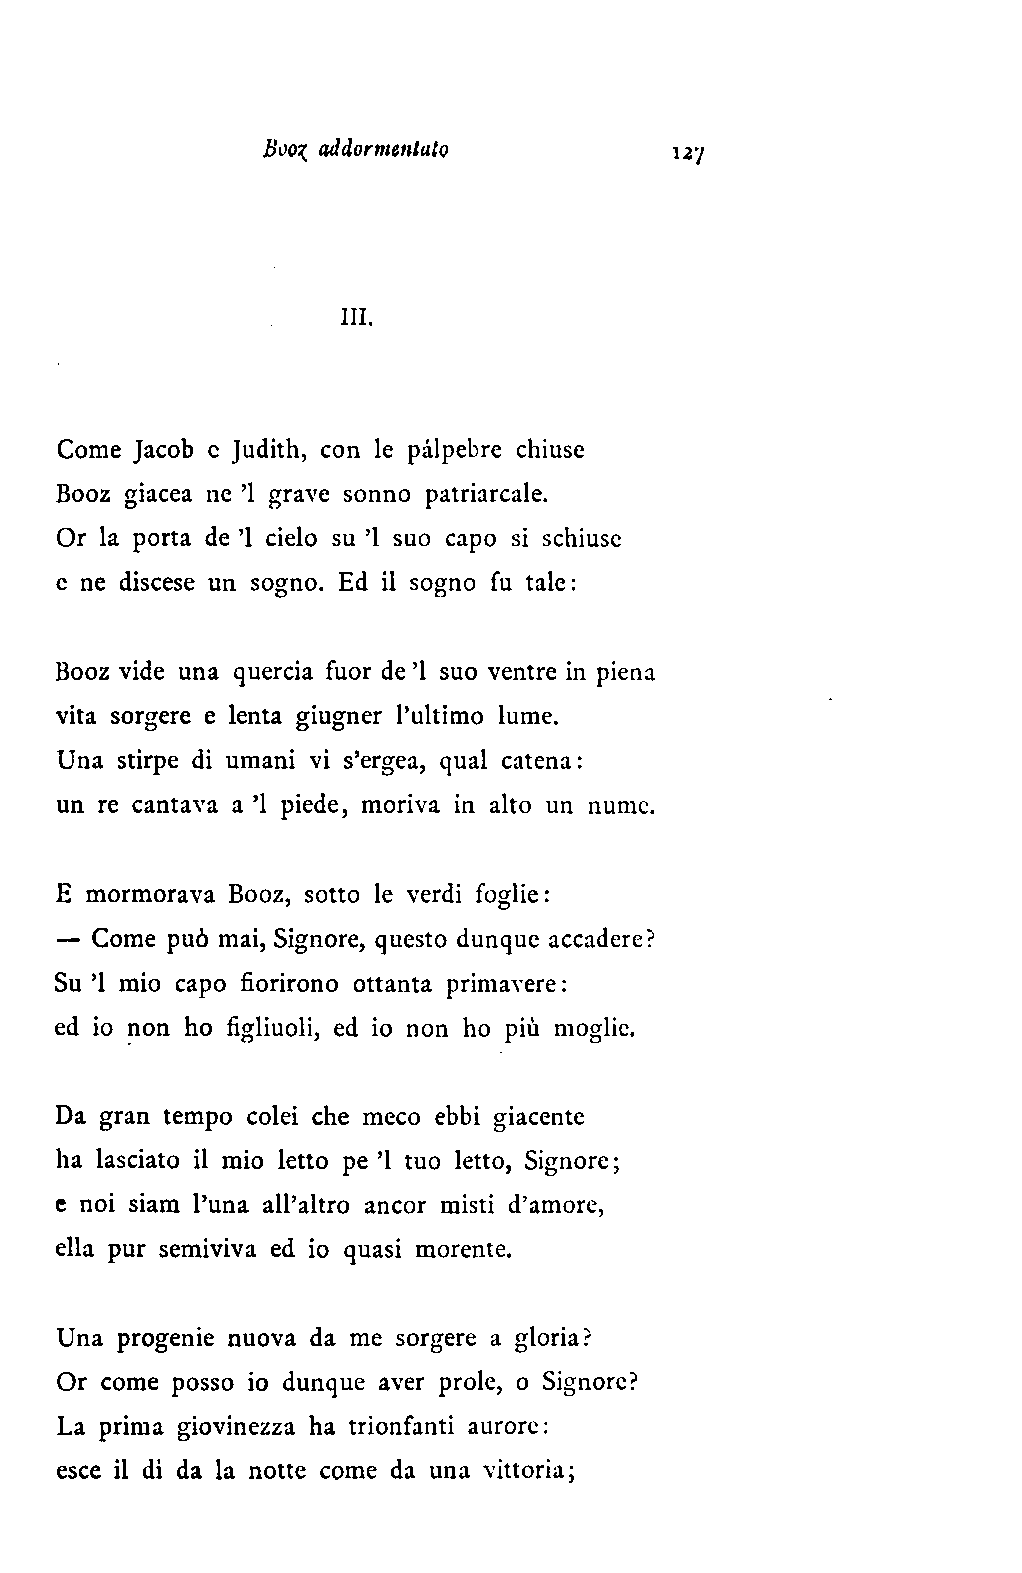 Booz addormentato 127
III.
Come Jacob e Judith, con le pálpebre chiuse
Booz giacea ne 'l grave sonno patriarcale.
Or la porta de 'l cielo su 'l suo capo si schiuse
e ne discese un sogno. Ed il sogno fu tale:
Booz vide una quercia fuor de 'l suo ventre in piena
vita sorgere e lenta giugner l'ultimo lume.
Una stirpe di umani vi s'ergea, qual catena:
un re cantava a 'l piede, moriva in alto un nume.
E mormorava Booz, sotto le verdi foglie:
— Come può mai, Signore, questo dunque accadere?
Su 'l mio capo fiorirono ottanta primavere:
ed io non ho figliuoli, ed io non ho più moglie.
Da gran tempo colei che meco ebbi giacente
ha lasciato il mio letto pe 'l tuo letto, Signore;
e noi siam l'una all'altro ancor misti d'amore,
ella pur semiviva ed io quasi morente.
Una progenie nuova da me sorgere a gloria?
Or come posso io dunque aver prole, o Signore?
La prima giovinezza ha trionfanti aurore:
esce il di da la notte come da una vittoria;